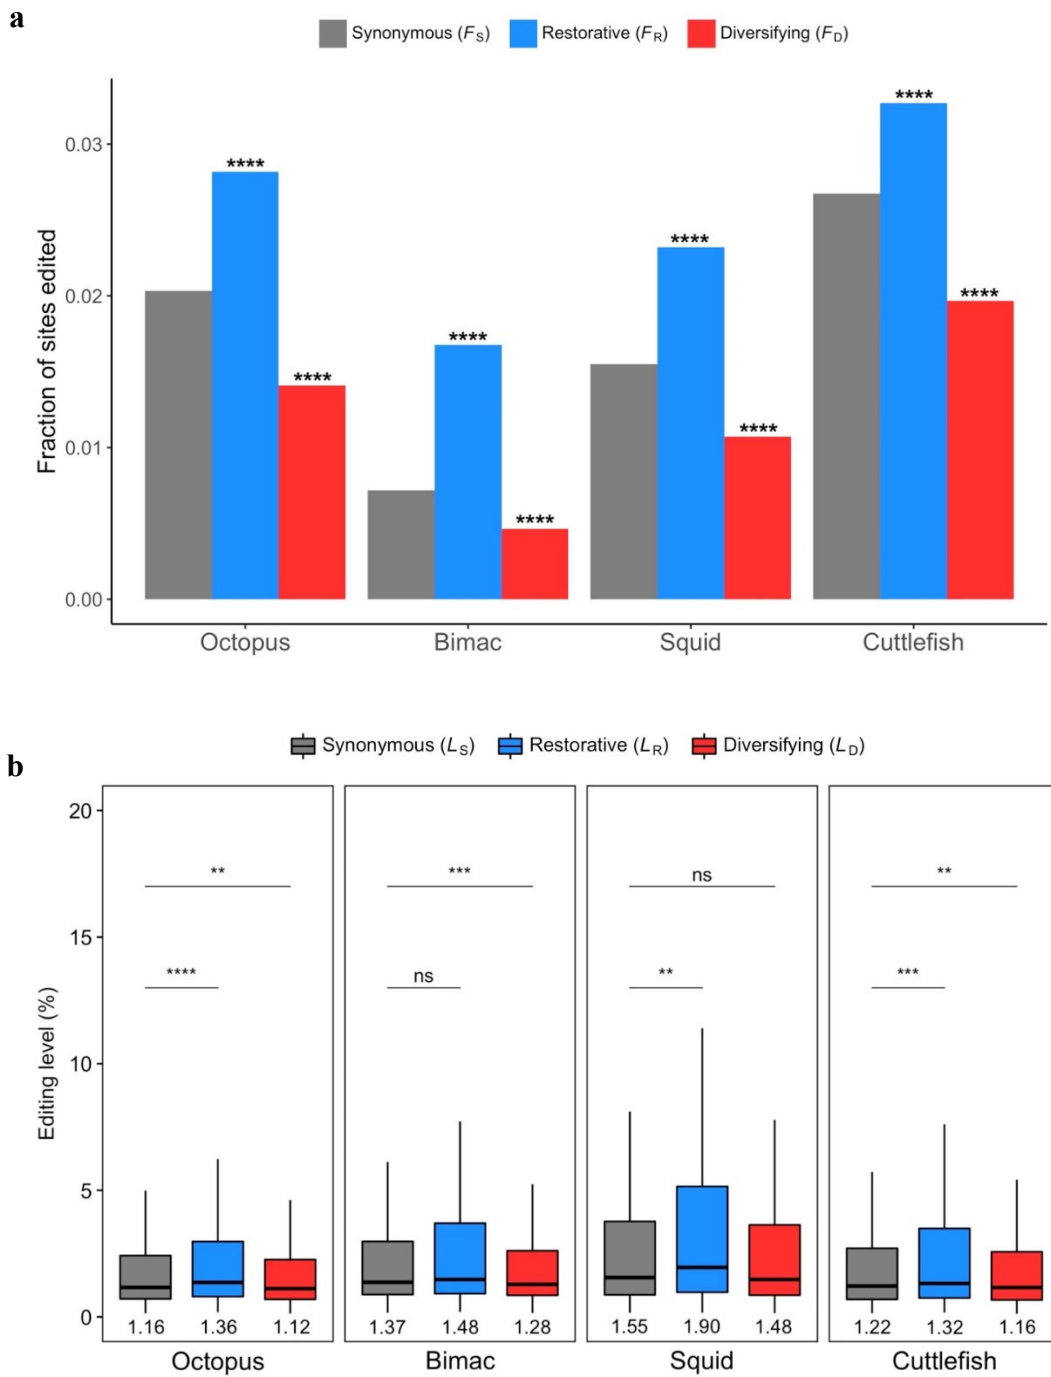 a
Synonymous (FS) Restorative (FR) Diversifying (FD)
Fraction of sites edited
0.03
0.02
0.01
0.00
**** **** **** **** **** **** **** ****
Octopus Bimac Squid Cuttlefish
b
Synonymous (LS) Restorative (LR) Diversifying (LD)
Editing level (%)
20
15
10
5
0
** *** ns **
**** ns ** ***
1.16 1.36 1.12 1.37 1.48 1.28 1.55 1.90 1.48 1.22 1.32 1.16
Octopus Bimac Squid Cuttlefish